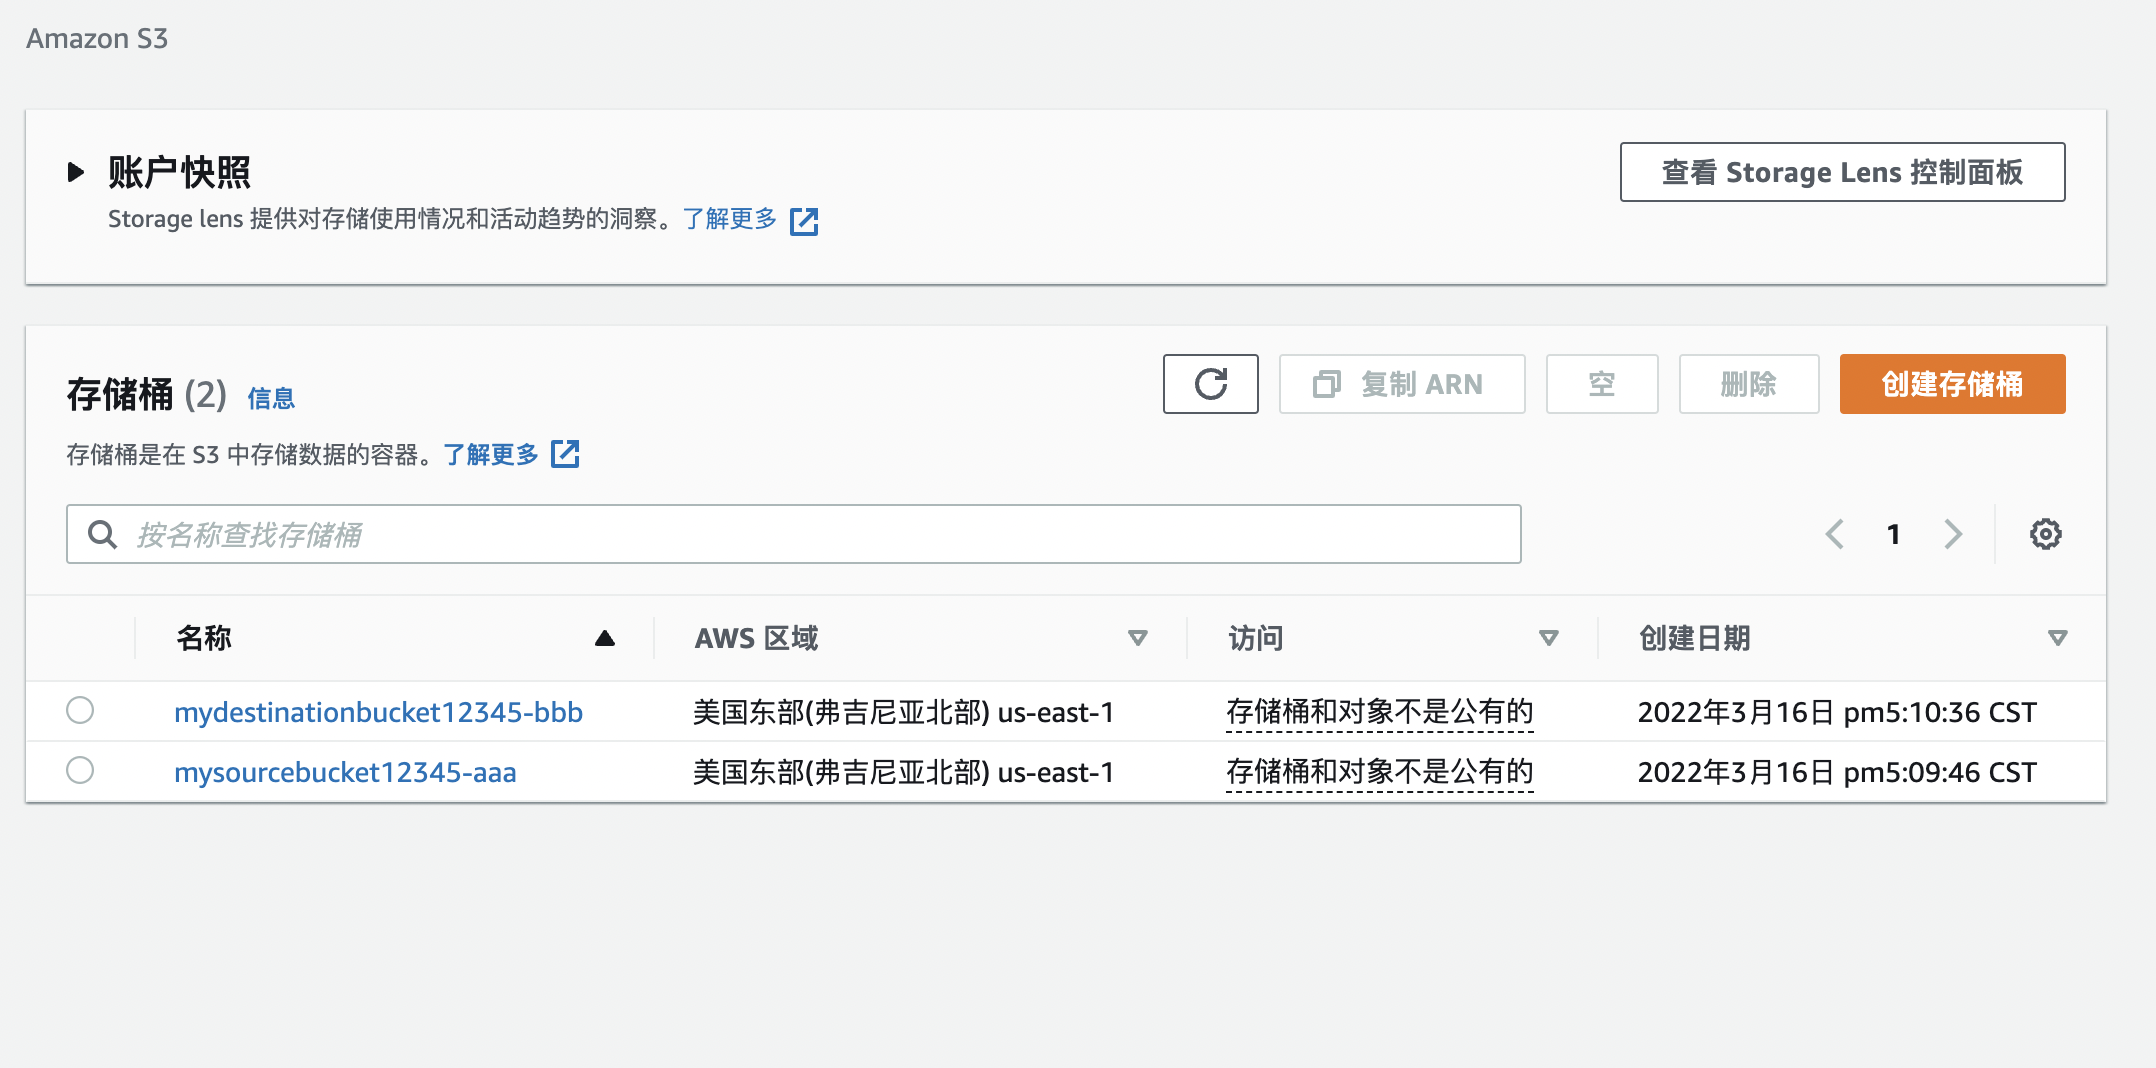 Amazon S3
账户快照
查看 Storage Lens 控制面板
Storage lens 提供对存储使用情况和活动趋势的洞察。了解更多
存储桶 (2) 信息
复制 ARN
空
删除
创建存储桶
存储桶是在 S3 中存储数据的容器。了解更多
按名称查找存储桶
1
名称 AWS 区域 访问 创建日期
mydestinationbucket12345-bbb 美国东部(弗吉尼亚北部) us-east-1 存储桶和对象不是公有的 2022年3月16日 pm5:10:36 CST
mysourcebucket12345-aaa 美国东部(弗吉尼亚北部) us-east-1 存储桶和对象不是公有的 2022年3月16日 pm5:09:46 CST